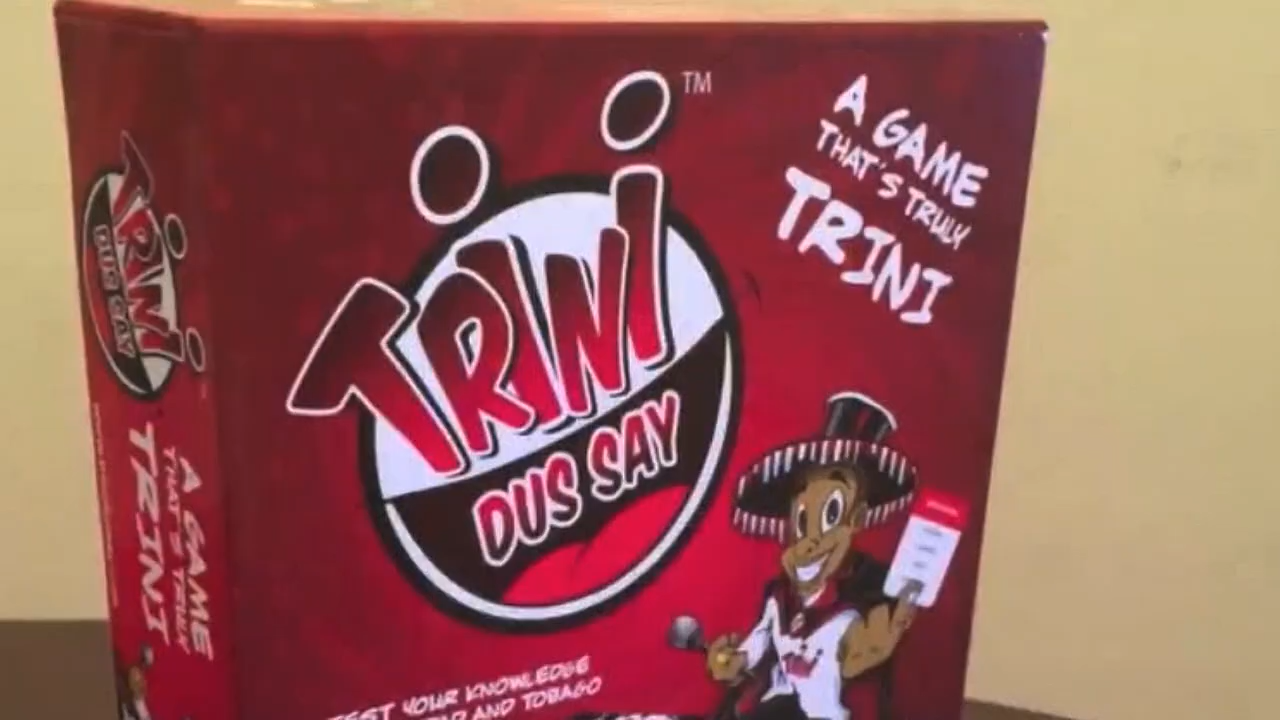 TRINI
DUS SAY
TM
A GAME
THAT'S TRULY
TRINI
TEST YOUR KNOWLEDGE
AND TOBAGO
TRINI
DUS SAY
A GAME
THAT'S TRULY
TRINI